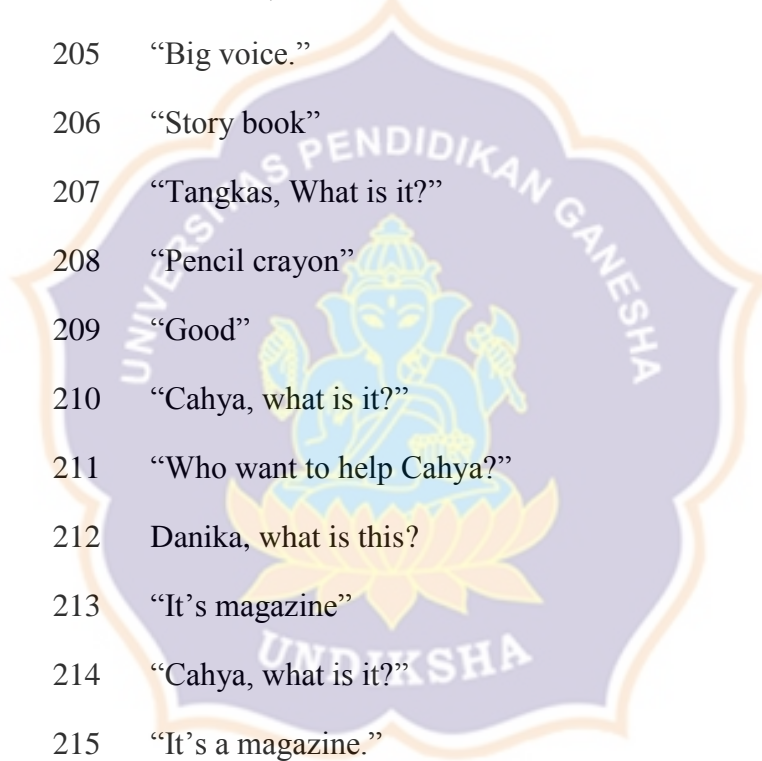 205 “Big voice.”
206 “Story book”
207 “Tangkas, What is it?”
208 “Pencil crayon”
209 “Good”
210 “Cahya, what is it?”
211 “Who want to help Cahya?”
212 Danika, what is this?
213 “It’s magazine”
214 “Cahya, what is it?”
215 “It’s a magazine.”
UNIVERSITAS PENDIDIKAN GANESHA
UNDIKSHA